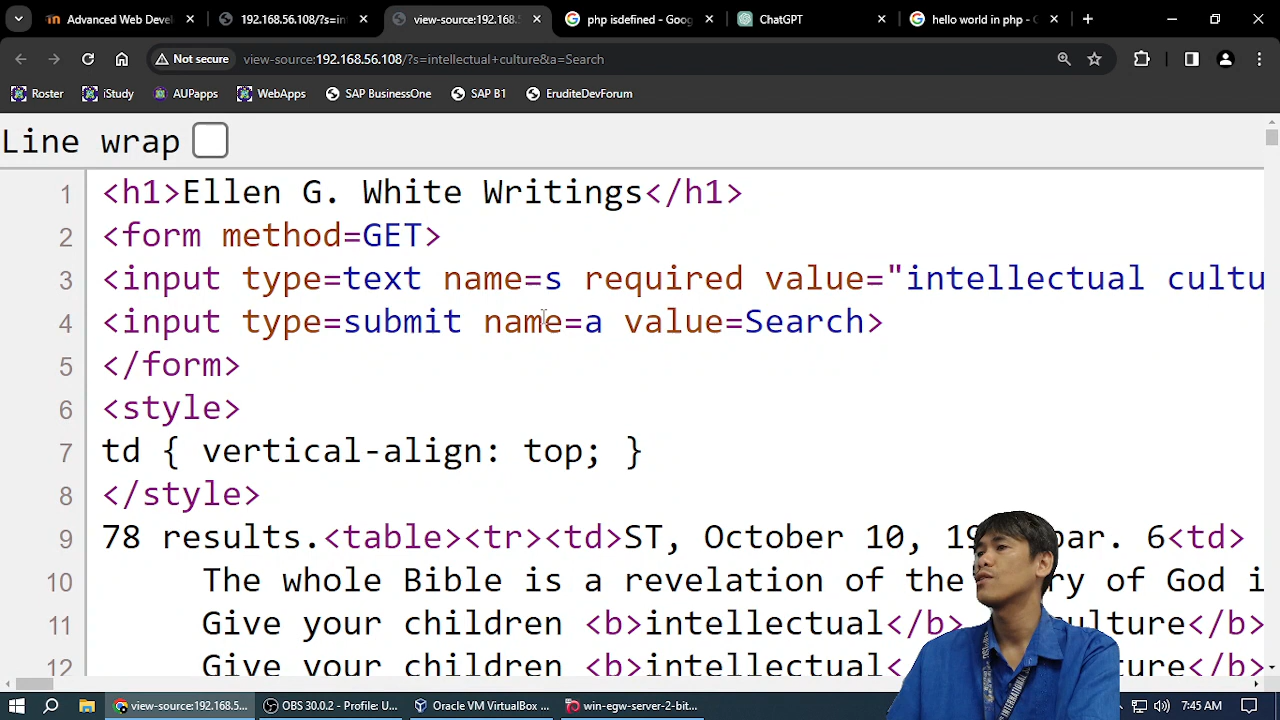 Advanced Web Devel
192.168.56.108/?s=int
view-source:192.168.5
php isdefined - Goog
ChatGPT
hello world in php - G
Not secure
view-source:192.168.56.108/?s=intellectual+culture&a=Search
Roster
iStudy
AUPapps
WebApps
SAP BusinessOne
SAP B1
EruditeDevForum
Line wrap
1 <h1>Ellen G. White Writings</h1>
2 <form method=GET>
3 <input type=text name=s required value="intellectual cultu
4 <input type=submit name=a value=Search>
5 </form>
6 <style>
7 td { vertical-align: top; }
8 </style>
9 78 results.<table><tr><td>ST, October 10, 19 par. 6<td>
10 The whole Bible is a revelation of the ry of God i
11 Give your children <b>intellectual</b> ulture</b>
12 Give your children <b>intellectual</ ulture</b>
view-source:192.168.5...
OBS 30.0.2 - Profile: U...
Oracle VM VirtualBox ...
win-egw-server-2-bit...
7:45 AM
INTERNATIONAL